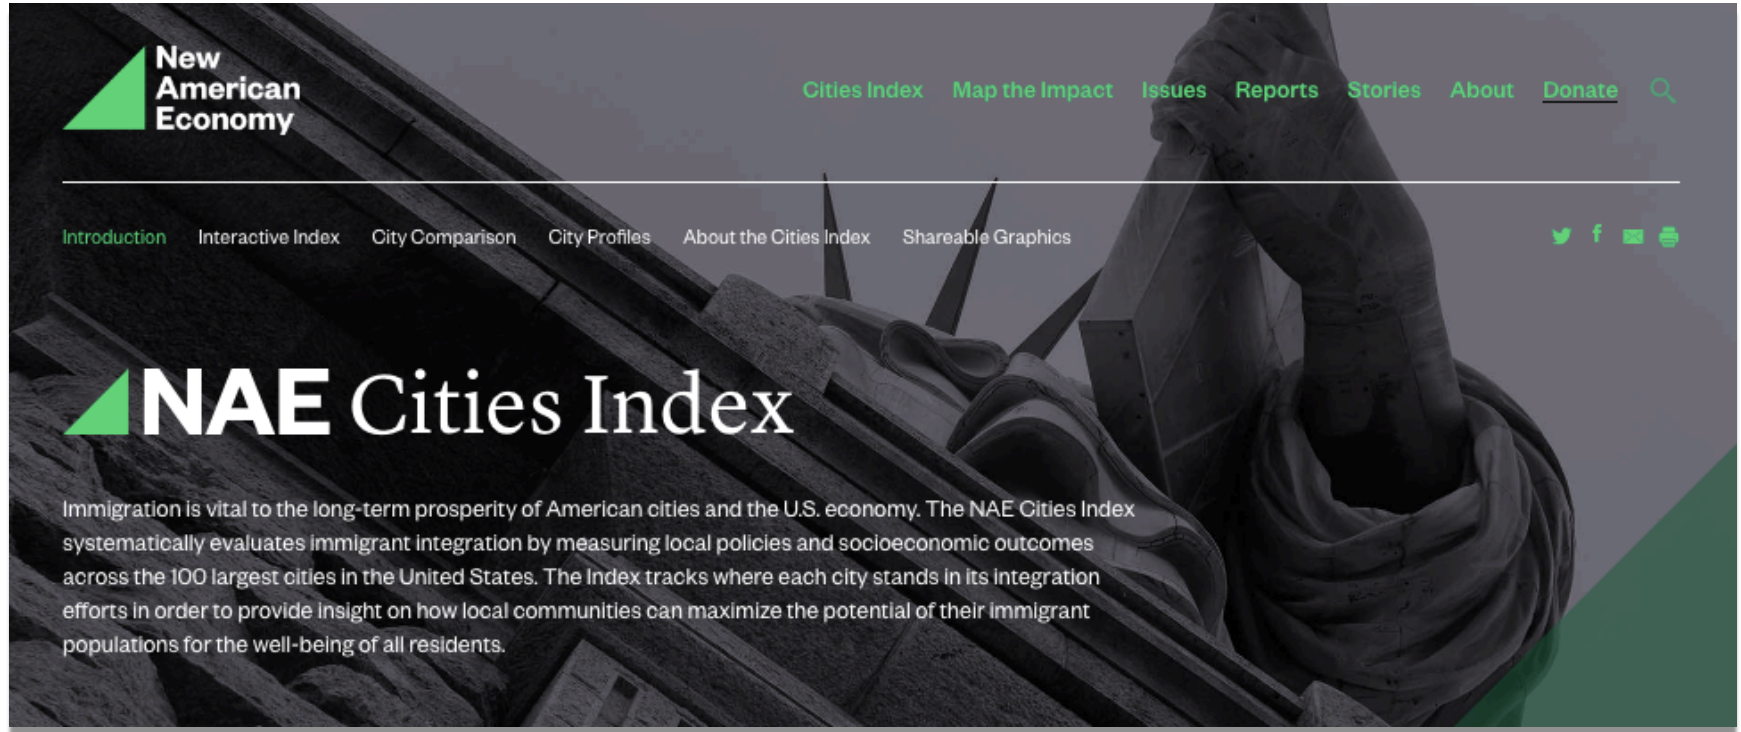 New
American
Economy
Cities Index Map the Impact Issues Reports Stories About Donate
Introduction Interactive Index City Comparison City Profiles About the Cities Index Shareable Graphics
NAE Cities Index
Immigration is vital to the long-term prosperity of American cities and the U.S. economy. The NAE Cities Index
systematically evaluates immigrant integration by measuring local policies and socioeconomic outcomes
across the 100 largest cities in the United States. The Index tracks where each city stands in its integration
efforts in order to provide insight on how local communities can maximize the potential of their immigrant
populations for the well-being of all residents.